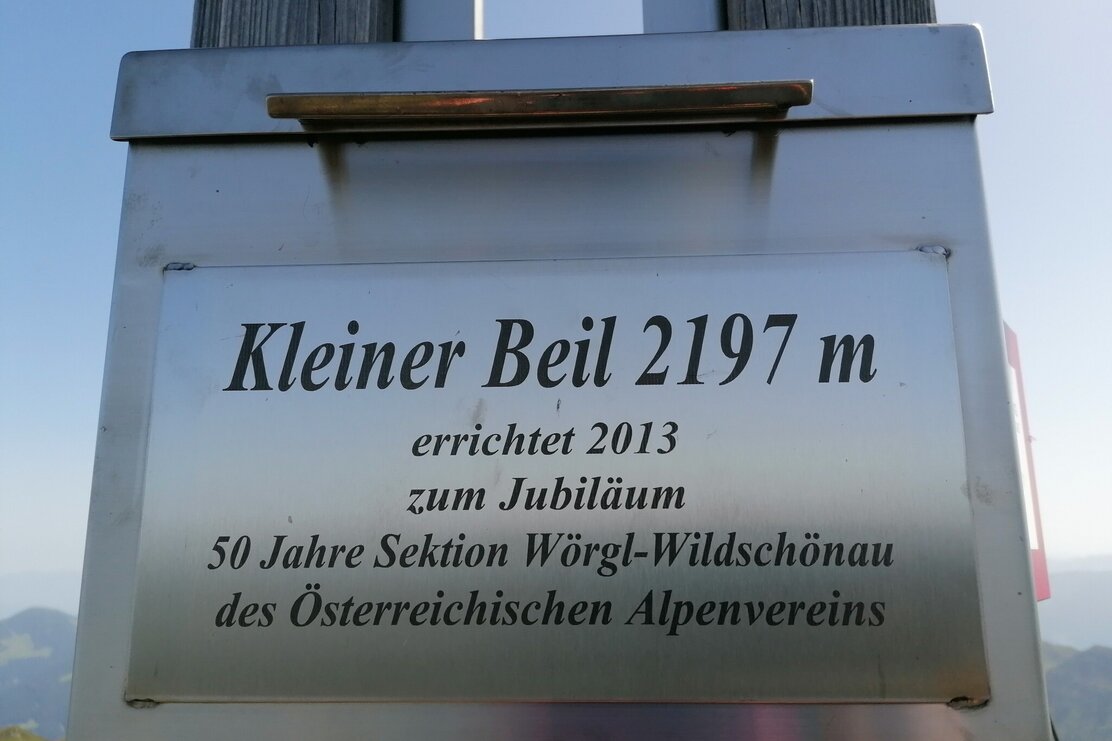 Kleiner Beil 2197 m
errichtet 2013
zum Jubiläum
50 Jahre Sektion Wörgl-Wildschönau
des Österreichischen Alpenvereins